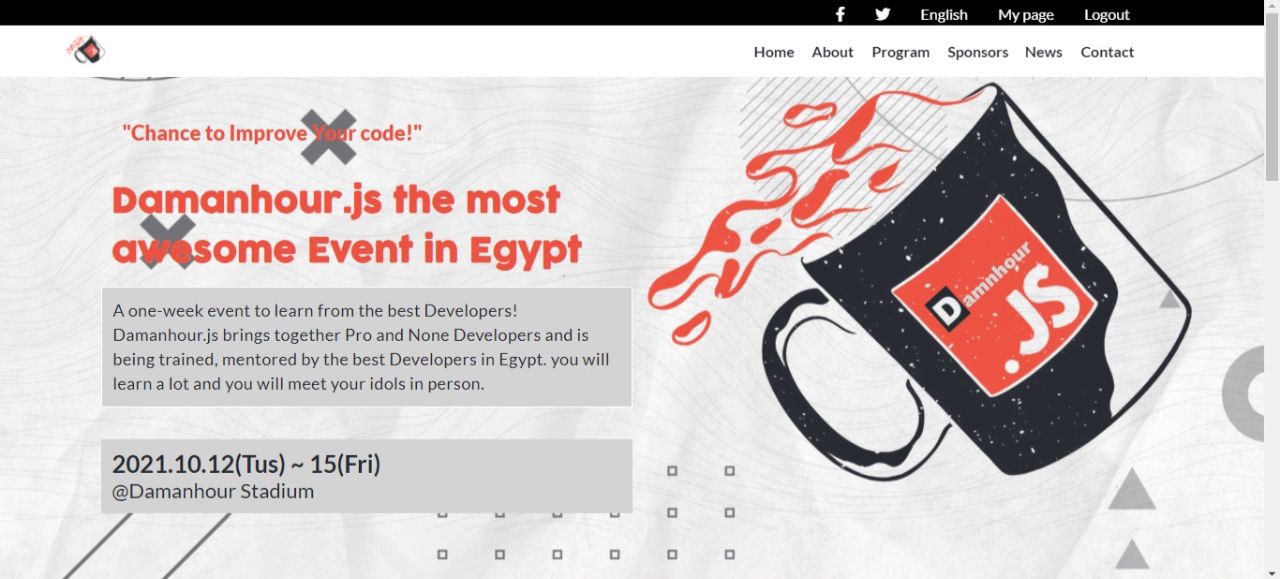 English My page Logout
Home About Program Sponsors News Contact
"Chance to Improve Your code!"
Damanhour.js the most
awesome Event in Egypt
A one-week event to learn from the best Developers!
Damanhour.js brings together Pro and None Developers and is
being trained, mentored by the best Developers in Egypt. you will
learn a lot and you will meet your idols in person.
2021.10.12(Tus) ~ 15(Fri)
@Damanhour Stadium
Damnhour
.JS